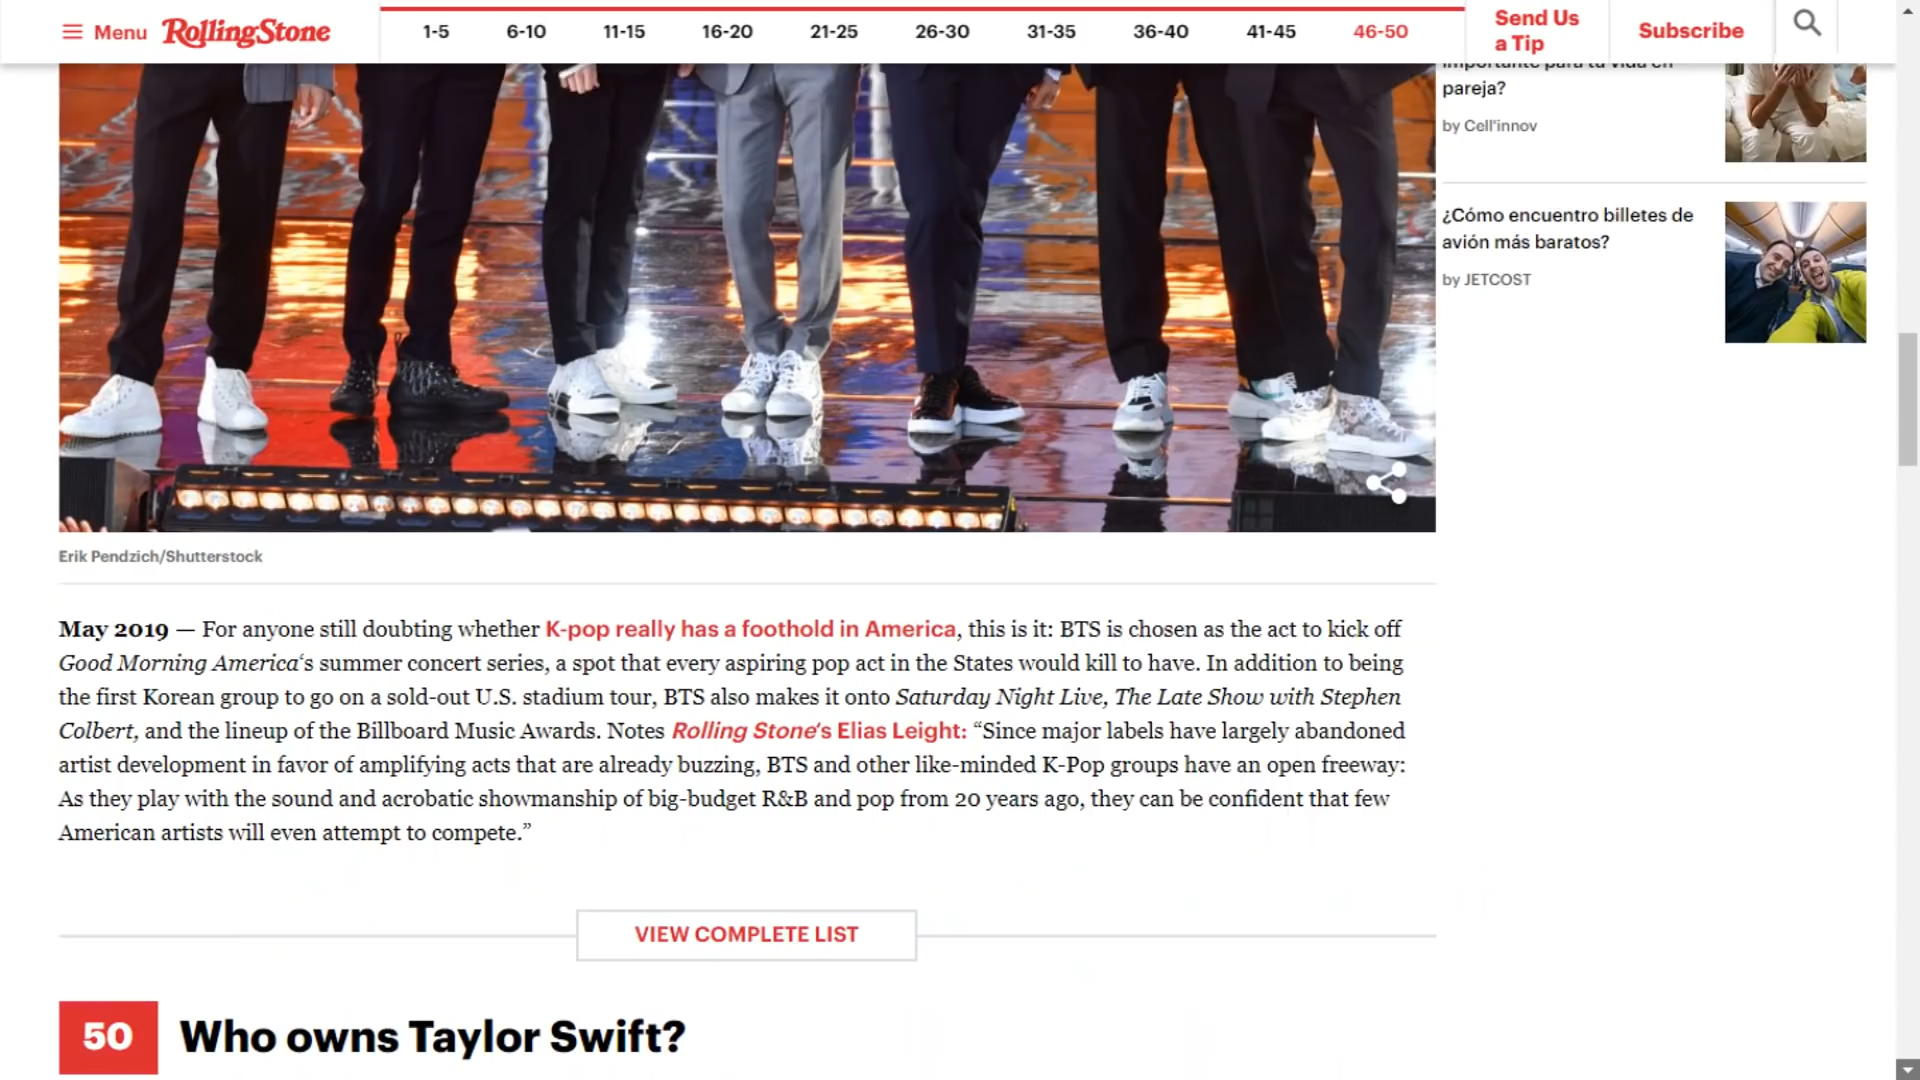 Menu RollingStone 1-5 6-10 11-15 16-20 21-25 26-30 31-35 36-40 41-45 46-50 Send Us a Tip Subscribe
importante para tu vida en
pareja?
by Cell'innov
¿Cómo encuentro billetes de
avión más baratos?
by JETCOST
Erik Pendzich/Shutterstock
May 2019 — For anyone still doubting whether K-pop really has a foothold in America, this is it: BTS is chosen as the act to kick off
Good Morning America‘s summer concert series, a spot that every aspiring pop act in the States would kill to have. In addition to being
the first Korean group to go on a sold-out U.S. stadium tour, BTS also makes it onto Saturday Night Live, The Late Show with Stephen
Colbert, and the lineup of the Billboard Music Awards. Notes Rolling Stone‘s Elias Leight: “Since major labels have largely abandoned
artist development in favor of amplifying acts that are already buzzing, BTS and other like-minded K-Pop groups have an open freeway:
As they play with the sound and acrobatic showmanship of big-budget R&B and pop from 20 years ago, they can be confident that few
American artists will even attempt to compete.”
VIEW COMPLETE LIST
50 Who owns Taylor Swift?